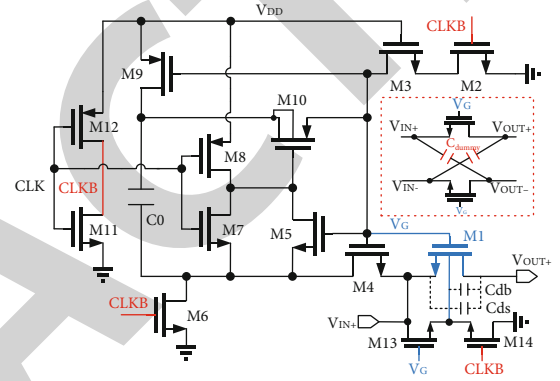 VDD
CLKB
M9
M3
M2
M10
VG
M12
VIN+
VOUT+
Cdummy
M8
CLK
CLKB
VIN-
VOUT-
VG
C0
M11
M7
M5
VG
M1
M4
VOUT+
Cdb
Cds
CLKB
M6
VIN+
M13
M14
VG
CLKB